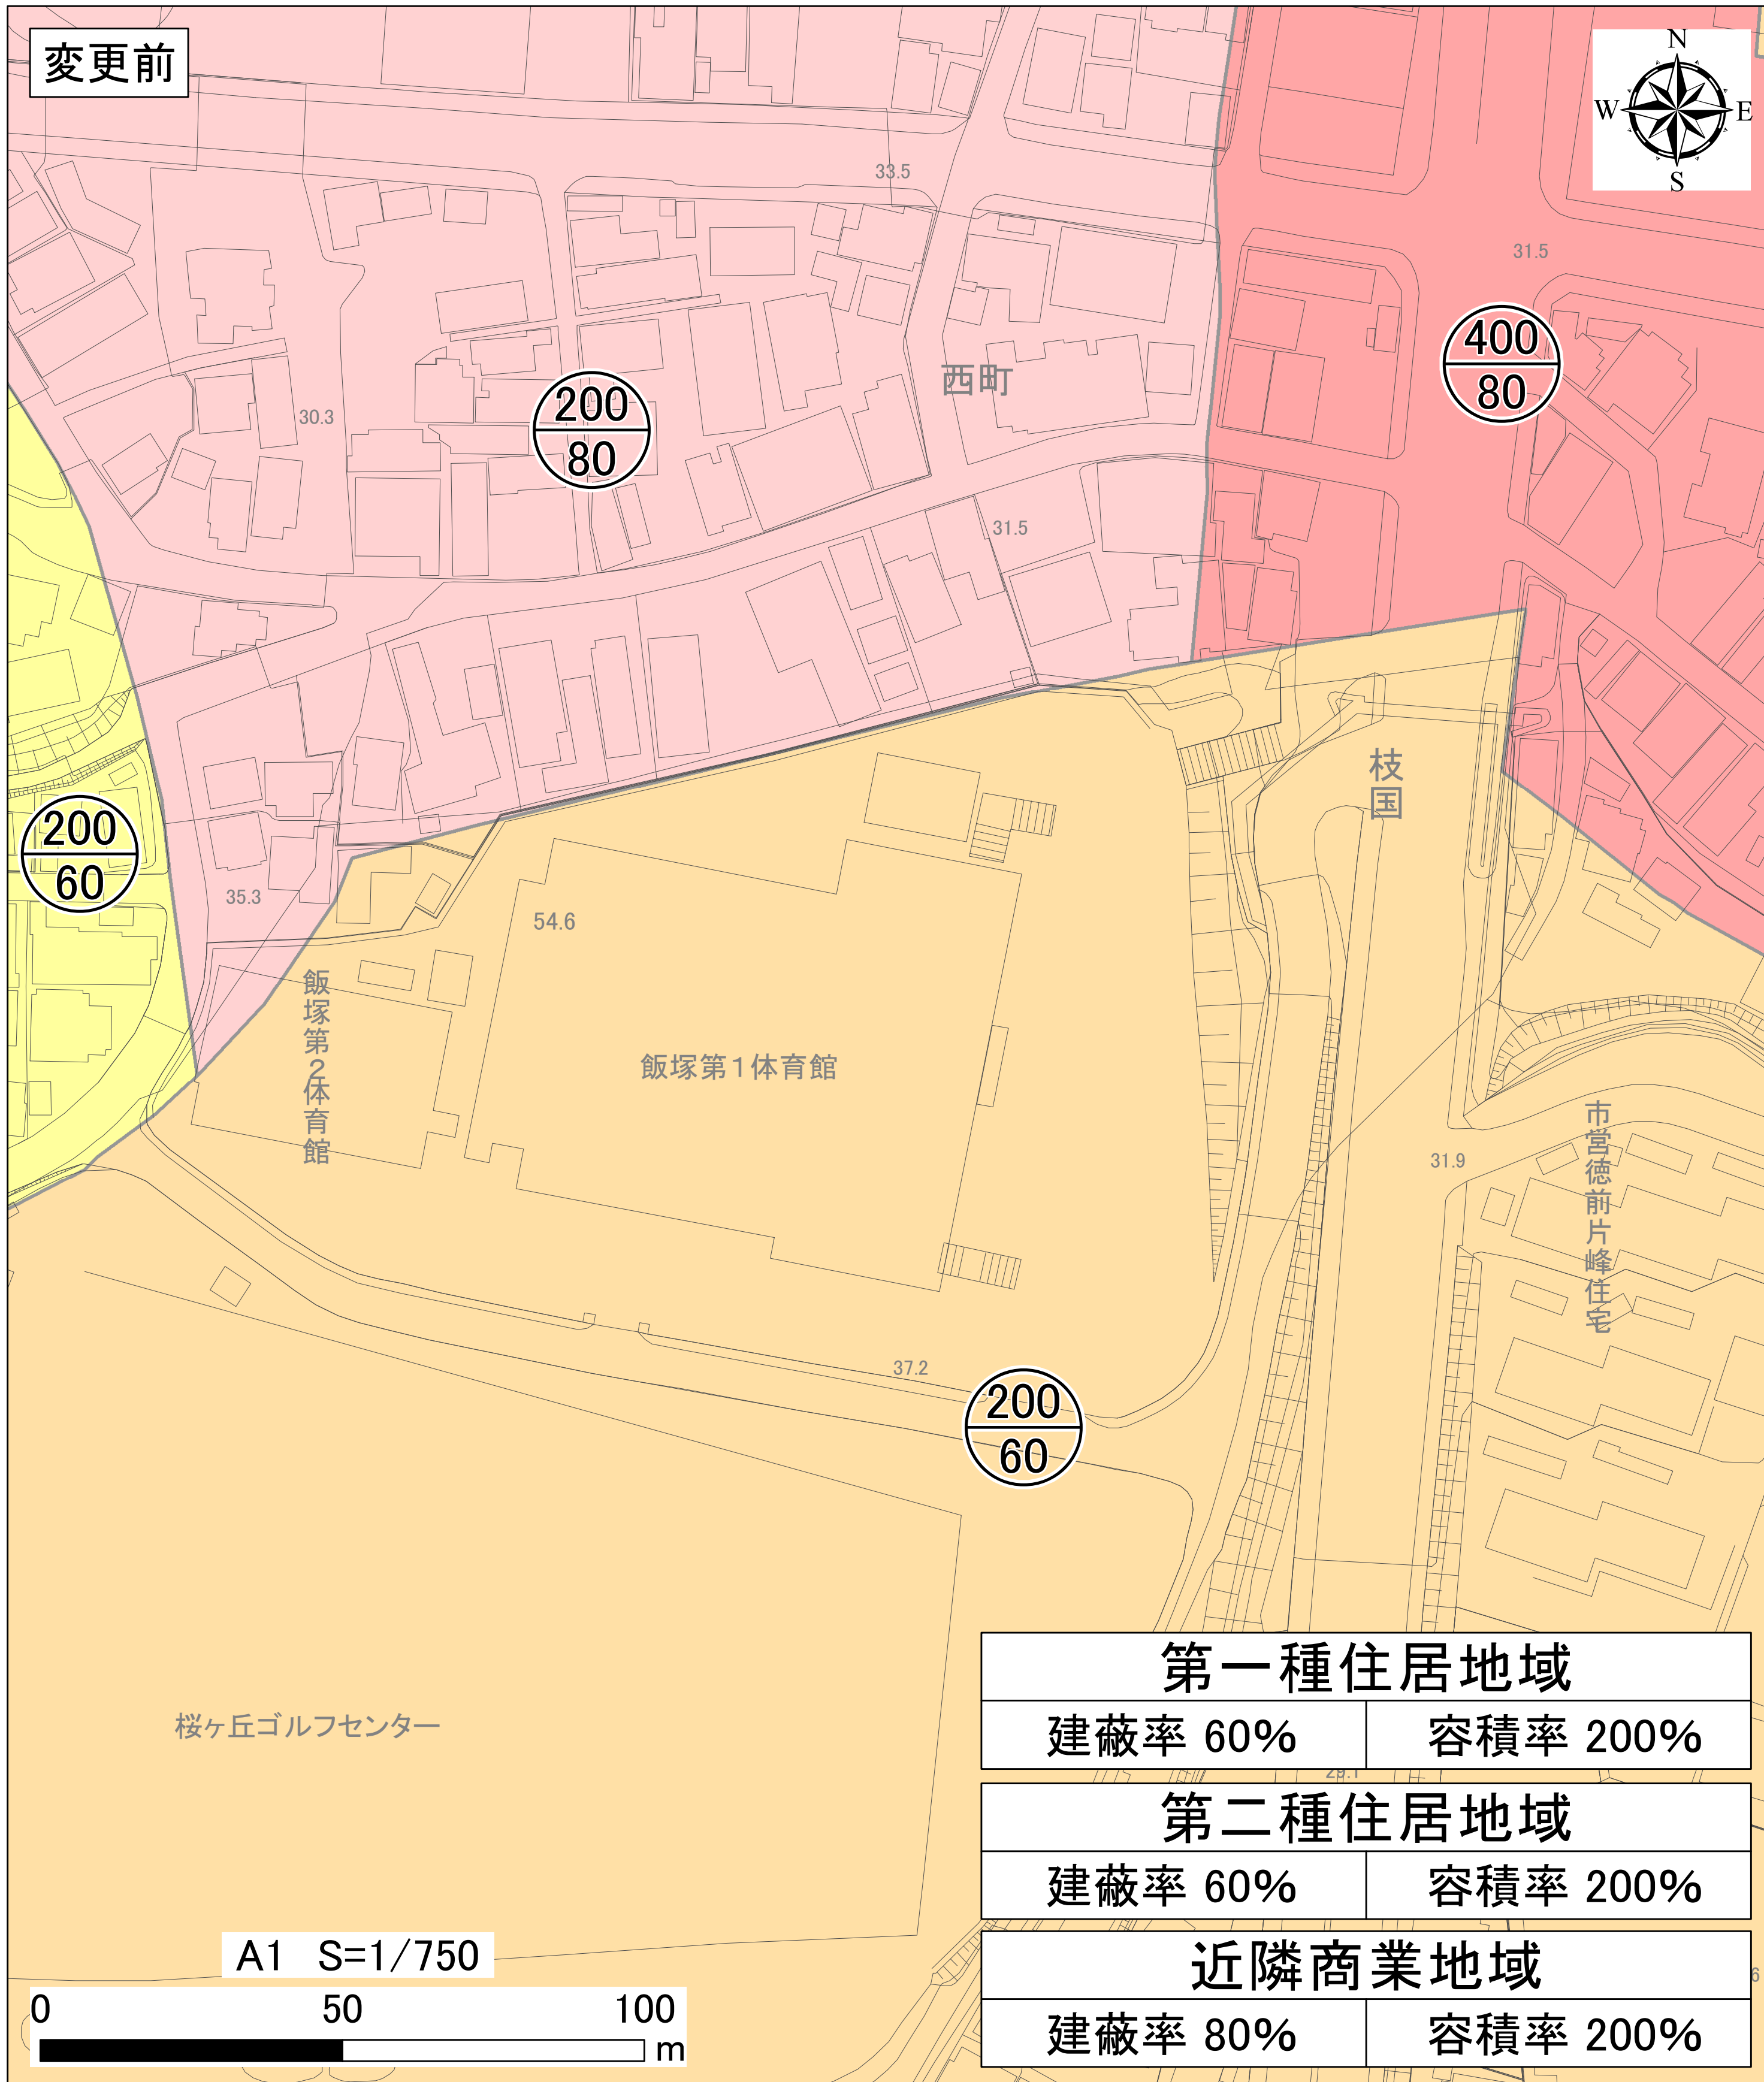 変更前
N
W
E
S
33.5
31.5
400
80
西町
200
80
30.3
31.5
枝国
200
60
35.3
54.6
飯塚第2体育館
飯塚第1体育館
市営徳前片峰住宅
31.9
37.2
200
60
第一種住居地域
建蔽率 60%
容積率 200%
29.1
桜ヶ丘ゴルフセンター
第二種住居地域
建蔽率 60%
容積率 200%
近隣商業地域
建蔽率 80%
容積率 200%
A1 S=1/750
0
50
100
m
6